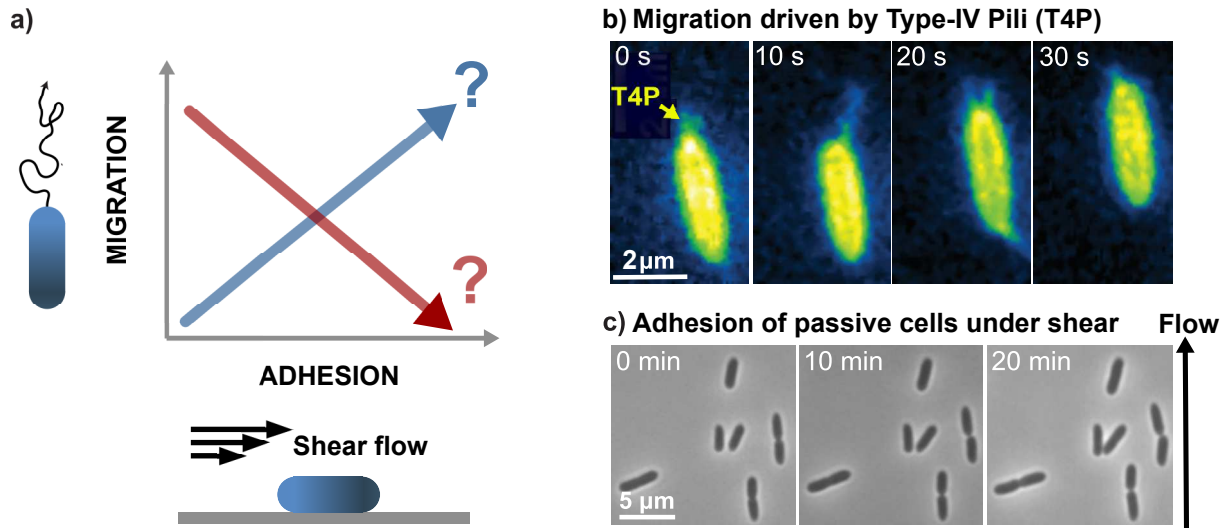 a)
MIGRATION
?
?
ADHESION
Shear flow
b) Migration driven by Type-IV Pili (T4P)
0 s
10 s
20 s
30 s
T4P
2 µm
c) Adhesion of passive cells under shear
Flow
0 min
10 min
20 min
5 µm